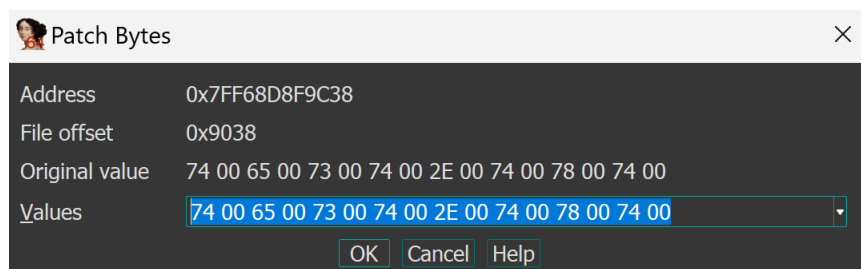 64 Patch Bytes
Address 0x7FF68D8F9C38
File offset 0x9038
Original value 74 00 65 00 73 00 74 00 2E 00 74 00 78 00 74 00
Values 74 00 65 00 73 00 74 00 2E 00 74 00 78 00 74 00
OK Cancel Help